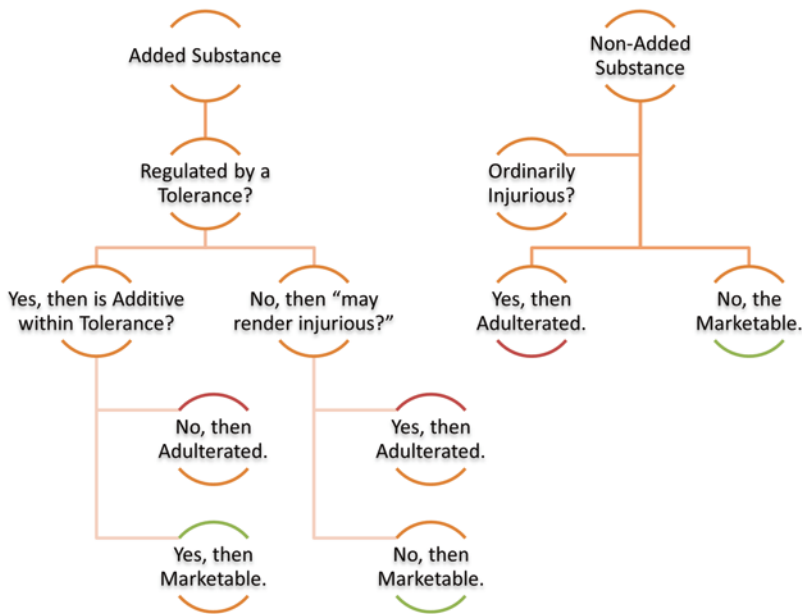 Added Substance
Regulated by a
Tolerance?
Yes, then is Additive
within Tolerance?
No, then
Adulterated.
Yes, then
Marketable.
No, then “may
render injurious?”
Yes, then
Adulterated.
No, then
Marketable.
Non-Added
Substance
Ordinarily
Injurious?
Yes, then
Adulterated.
No, the
Marketable.